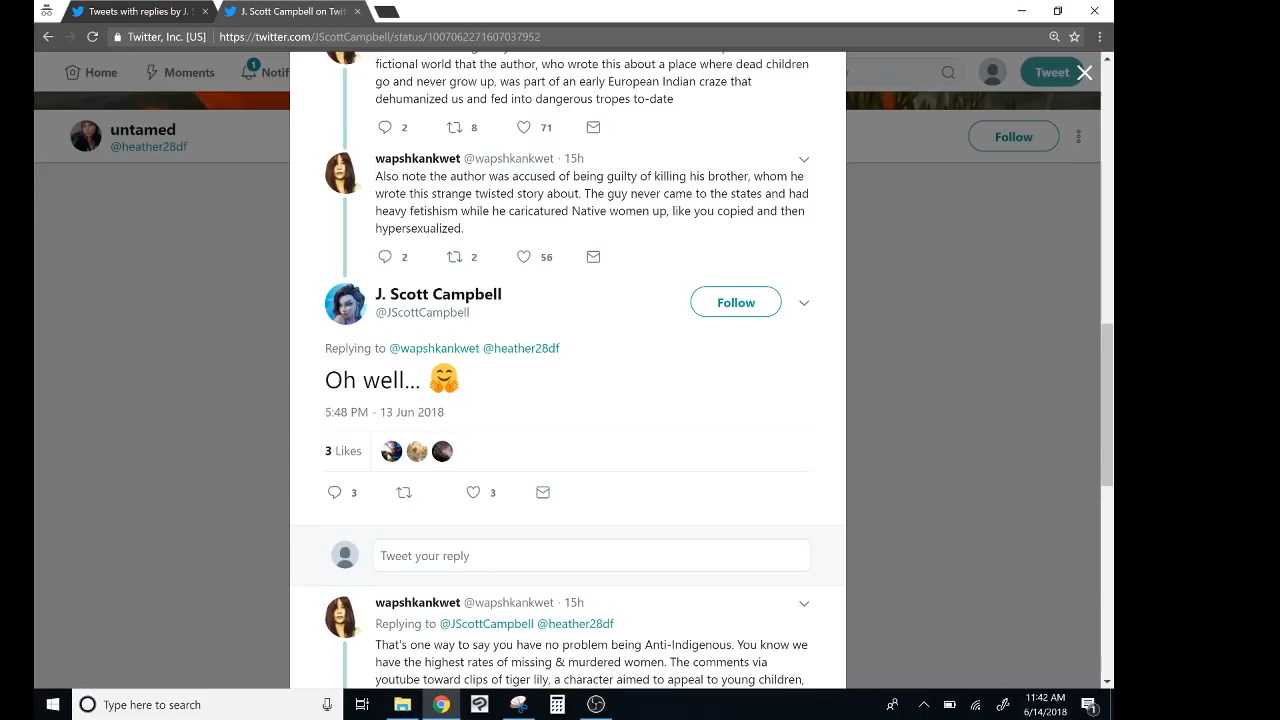 Tweets with replies by J. S
J. Scott Campbell on Twit
Twitter, Inc. [US]
https://twitter.com/JScottCampbell/status/1007062271607037952
Home
Moments
1
Notif
Tweet
untamed
@heather28df
Follow
fictional world that the author, who wrote this about a place where dead children
go and never grow up, was part of an early European Indian craze that
dehumanized us and fed into dangerous tropes to-date
2 8 71
wapshkankwet @wapshkankwet · 15h
Also note the author was accused of being guilty of killing his brother, whom he
wrote this strange twisted story about. The guy never came to the states and had
heavy fetishism while he caricatured Native women up, like you copied and then
hypersexualized.
2 2 56
J. Scott Campbell
@JScottCampbell
Follow
Replying to @wapshkankwet @heather28df
Oh well...
5:48 PM - 13 Jun 2018
3 Likes
3 3
Tweet your reply
wapshkankwet @wapshkankwet · 15h
Replying to @JScottCampbell @heather28df
That's one way to say you have no problem being Anti-Indigenous. You know we
have the highest rates of missing & murdered women. The comments via
youtube toward clips of tiger lily, a character aimed to appeal to young children,
Type here to search
11:42 AM
6/14/2018
1